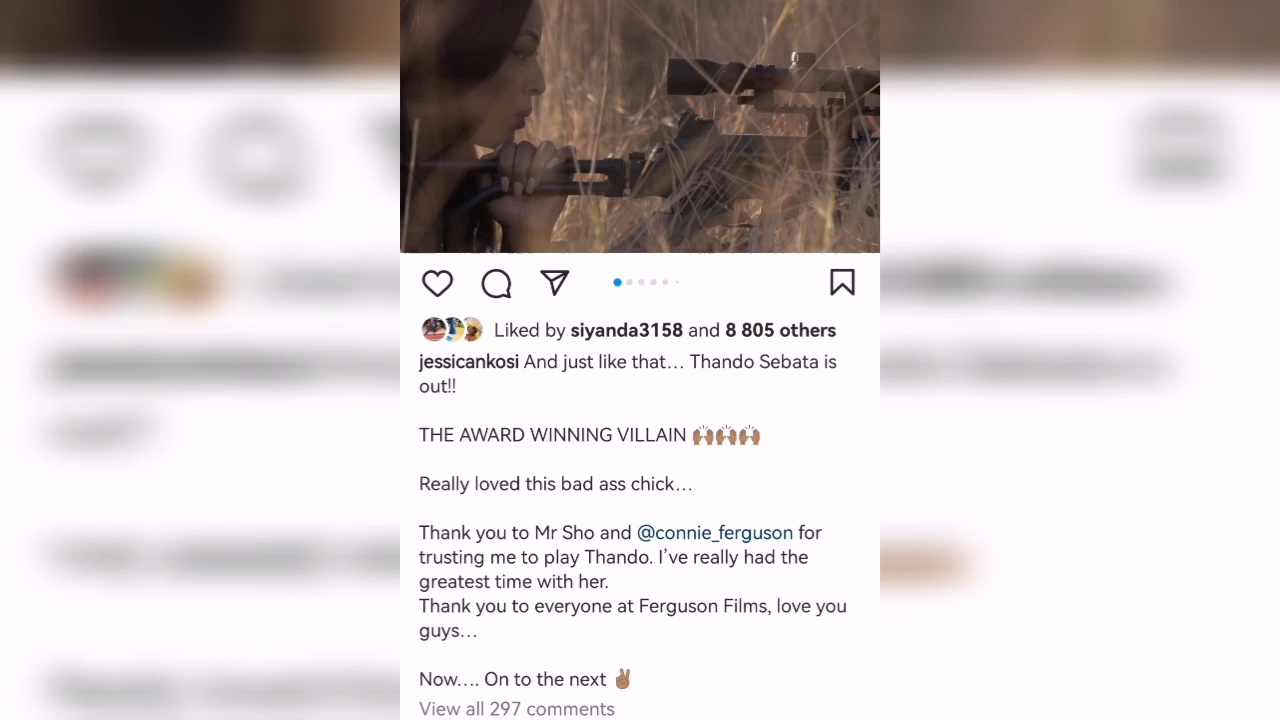 Liked by siyanda3158 and 8 805 others
jessicankosi And just like that… Thando Sebata is
out!!
THE AWARD WINNING VILLAIN 🙌🏽🙌🏽🙌🏽
Really loved this bad ass chick…
Thank you to Mr Sho and @connie_ferguson for
trusting me to play Thando. I’ve really had the
greatest time with her.
Thank you to everyone at Ferguson Films, love you
guys…
Now…. On to the next ✌🏽
View all 297 comments